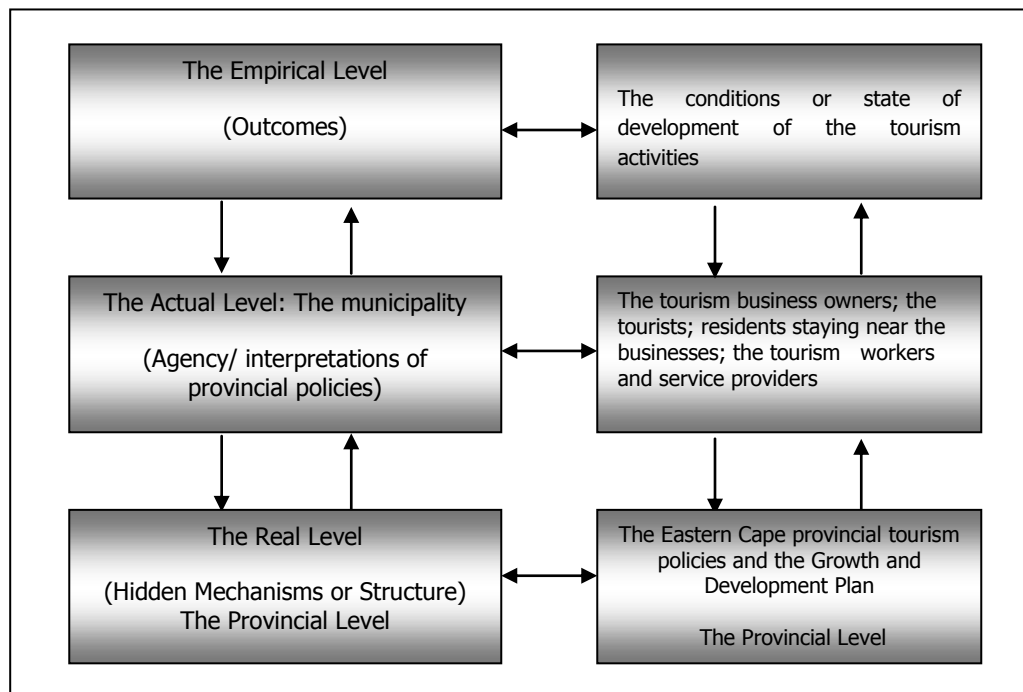 The Empirical Level
(Outcomes)
The conditions or state of
development of the tourism
activities
The Actual Level: The municipality
(Agency/ interpretations of
provincial policies)
The tourism business owners; the
tourists; residents staying near the
businesses; the tourism workers
and service providers
The Real Level
(Hidden Mechanisms or Structure)
The Provincial Level
The Eastern Cape provincial tourism
policies and the Growth and
Development Plan
The Provincial Level